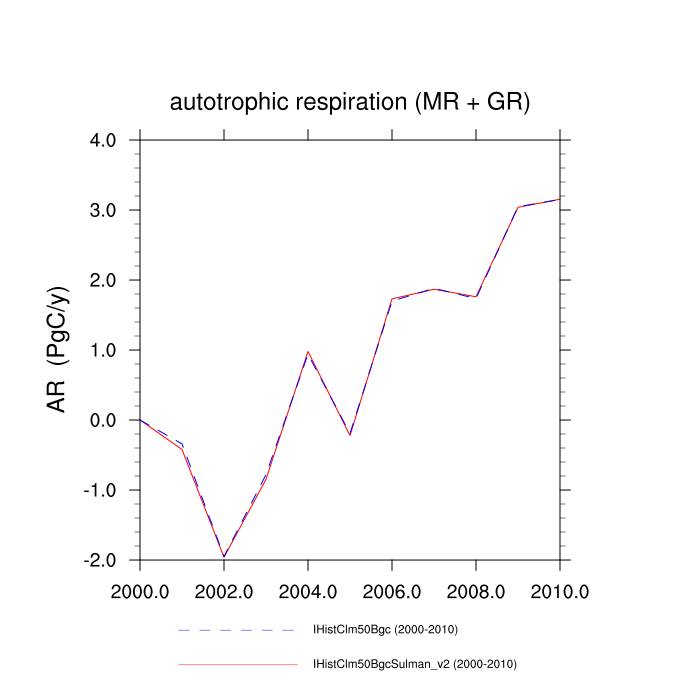 autotrophic respiration (MR + GR)
4.0
3.0
2.0
1.0
0.0
-1.0
-2.0
AR (PgC/y)
2000.0 2002.0 2004.0 2006.0 2008.0 2010.0
IHistClm50Bgc (2000-2010)
IHistClm50BgcSulman_v2 (2000-2010)